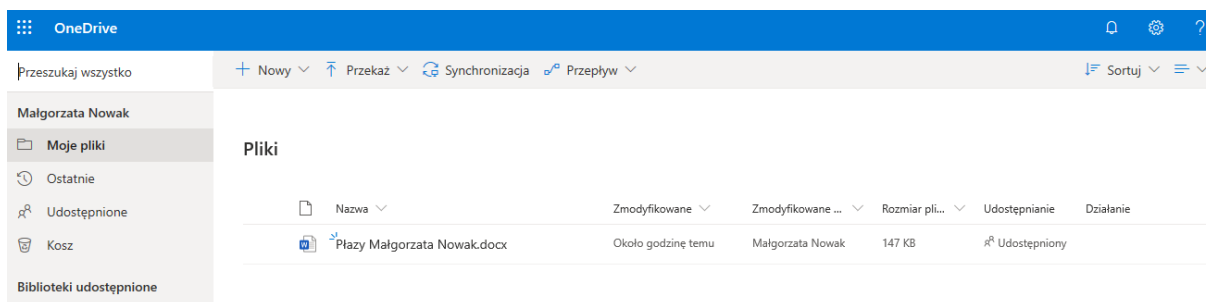 OneDrive
?
Przeszukaj wszystko
Nowy Przekaż Synchronizacja Przepływ Sortuj
Małgorzata Nowak
Moje pliki
Pliki
Ostatnie
Udostępnione
Nazwa Zmodyfikowane Zmodyfikowane ... Rozmiar pli... Udostępnianie Działanie
Kosz
Płazy Małgorzata Nowak.docx Około godzinę temu Małgorzata Nowak 147 KB Udostępniony
Biblioteki udostępnione